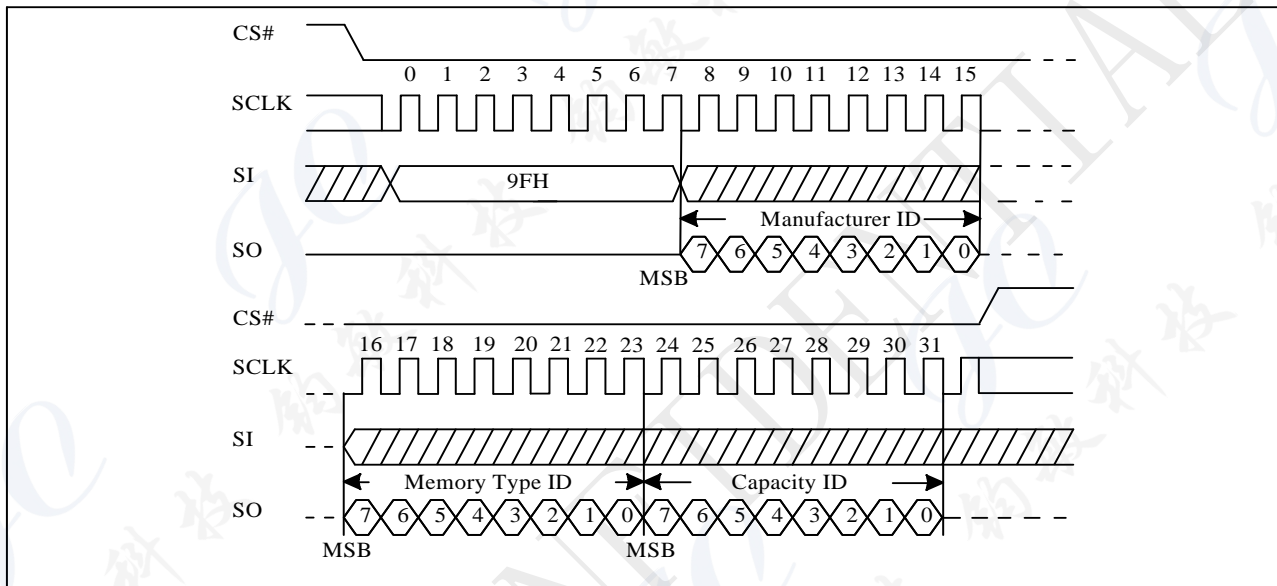 CS#
0 1 2 3 4 5 6 7 8 9 10 11 12 13 14 15
SCLK
SI
9FH
Manufacturer ID
SO
7 6 5 4 3 2 1 0
MSB
CS#
16 17 18 19 20 21 22 23 24 25 26 27 28 29 30 31
SCLK
SI
Memory Type ID Capacity ID
SO
7 6 5 4 3 2 1 0 7 6 5 4 3 2 1 0
MSB MSB